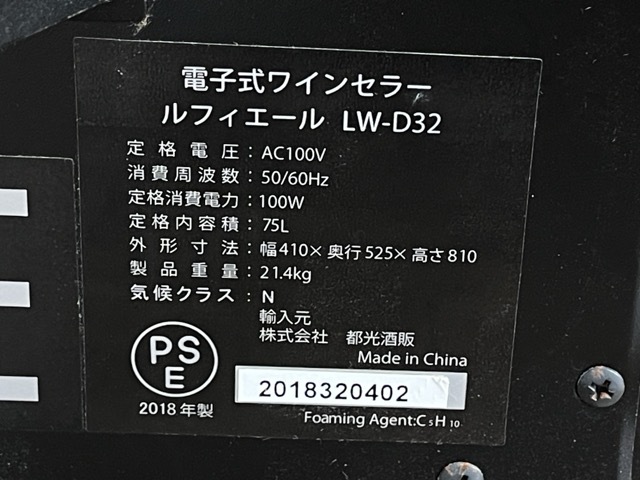 電子式ワインセラー
ルフィエール LW-D32
定格電圧：AC100V
消費周波数：50/60Hz
定格消費電力：100W
定格内容積：75L
外形寸法：幅410×奥行525×高さ810
製品重量：21.4kg
気候クラス：N
輸入元
株式会社 都光酒販
Made in China
PS
E
2018320402
2018年製
Foaming Agent:C₅H₁₀